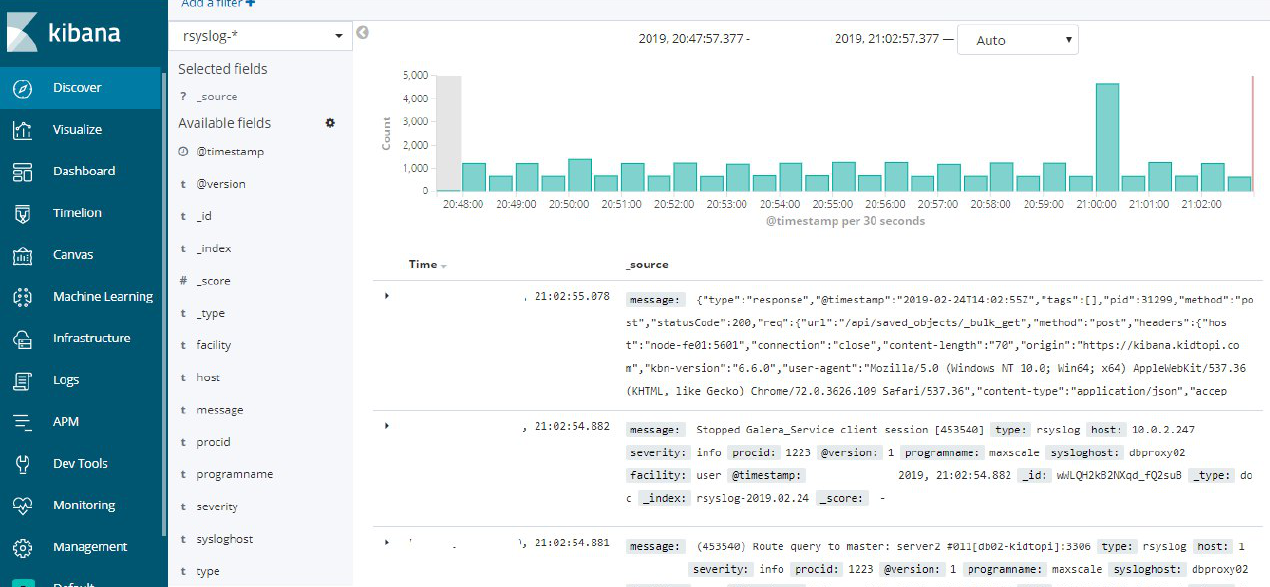 Add a filter +
kibana
rsyslog-*
2019, 20:47:57.377 - 2019, 21:02:57.377 — Auto
Discover
Visualize
Dashboard
Timelion
Canvas
Machine Learning
Infrastructure
Logs
APM
Dev Tools
Monitoring
Management
Default
Selected fields
? _source
Available fields
@timestamp
t @version
t _id
t _index
# _score
t _type
t facility
t host
t message
t procid
t programname
t severity
t sysloghost
t type
Count
5,000
4,000
3,000
2,000
1,000
0
20:48:00 20:49:00 20:50:00 20:51:00 20:52:00 20:53:00 20:54:00 20:55:00 20:56:00 20:57:00 20:58:00 20:59:00 21:00:00 21:01:00 21:02:00
@timestamp per 30 seconds
Time _source
, 21:02:55.078 message: {"type":"response","@timestamp":"2019-02-24T14:02:55Z","tags":[],"pid":31299,"method":"po
st","statusCode":200,"req":{"url":"/api/saved_objects/_bulk_get","method":"post","headers":{"hos
t":"node-fe01:5601","connection":"close","content-length":"70","origin":"https://kibana.kidtopi.co
m","kbn-version":"6.6.0","user-agent":"Mozilla/5.0 (Windows NT 10.0; Win64; x64) AppleWebKit/537.36
(KHTML, like Gecko) Chrome/72.0.3626.109 Safari/537.36","content-type":"application/json","accep
, 21:02:54.882 message: Stopped Galera_Service client session [453540] type: rsyslog host: 10.0.2.247
severity: info procid: 1223 @version: 1 programname: maxscale sysloghost: dbproxy02
facility: user @timestamp: 2019, 21:02:54.882 _id: wWLQH2kB2NXqd_fQ2suB _type: do
c _index: rsyslog-2019.02.24 _score: -
, 21:02:54.881 message: (453540) Route query to master: server2 #011[db02-kidtopi]:3306 type: rsyslog host: 1
severity: info procid: 1223 @version: 1 programname: maxscale sysloghost: dbproxy02